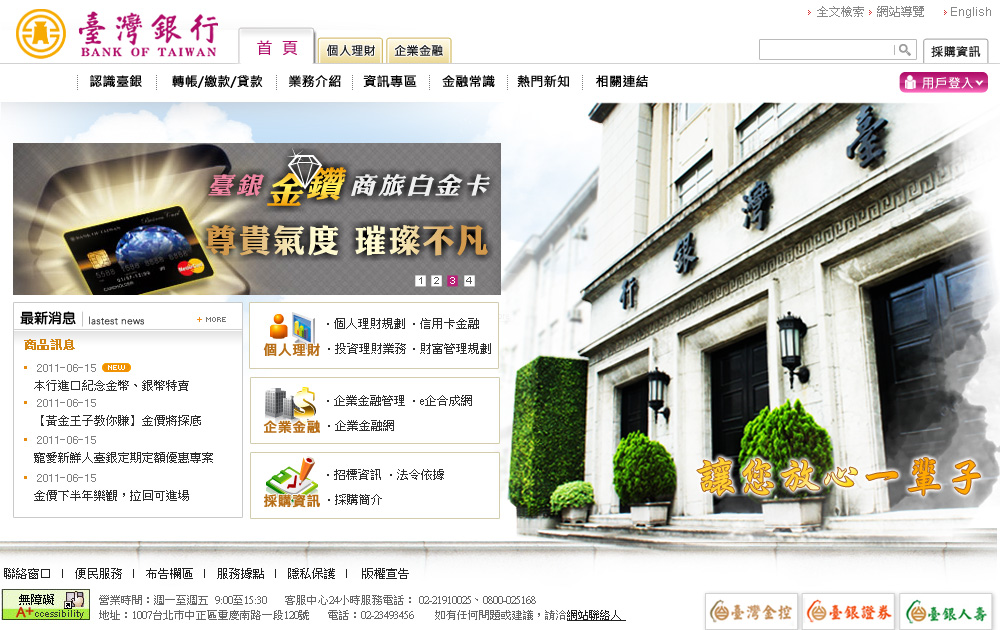 全文檢索 網站導覽 English
臺灣銀行
BANK OF TAIWAN
首 頁 個人理財 企業金融 採購資訊
認識臺銀 轉帳/繳款/貸款 業務介紹 資訊專區 金融常識 熱門新知 相關連結 用戶登入
臺銀金鑽商旅白金卡
尊貴氣度 璀璨不凡
1 2 3 4
臺灣銀行
最新消息 lastest news + MORE
商品訊息
2011-06-15 NEW
本行進口紀念金幣、銀幣特賣
2011-06-15
【黃金王子教你賺】金價將探底
2011-06-15
寵愛新鮮人臺銀定期定額優惠專案
2011-06-15
金價下半年樂觀，拉回可進場
個人理財
·個人理財規劃 ·信用卡金融
·投資理財業務 ·財富管理規劃
企業金融
·企業金融管理 ·e企合成網
·企業金融網
採購資訊
·招標資訊 ·法令依據
·採購簡介
讓您放心一輩子
聯絡窗口 | 便民服務 | 布告欄區 | 服務據點 | 隱私保護 | 版權宣告
無障礙
A+ccessibility
營業時間：週一至週五 9:00至15:30 客服中心24小時服務電話： 02-21910025、0800-025168
地址：10007台北市中正區重慶南路一段120號 電話：02-23493456 如有任何問題或建議，請洽網站聯絡人
臺灣金控 臺銀證券 臺銀人壽